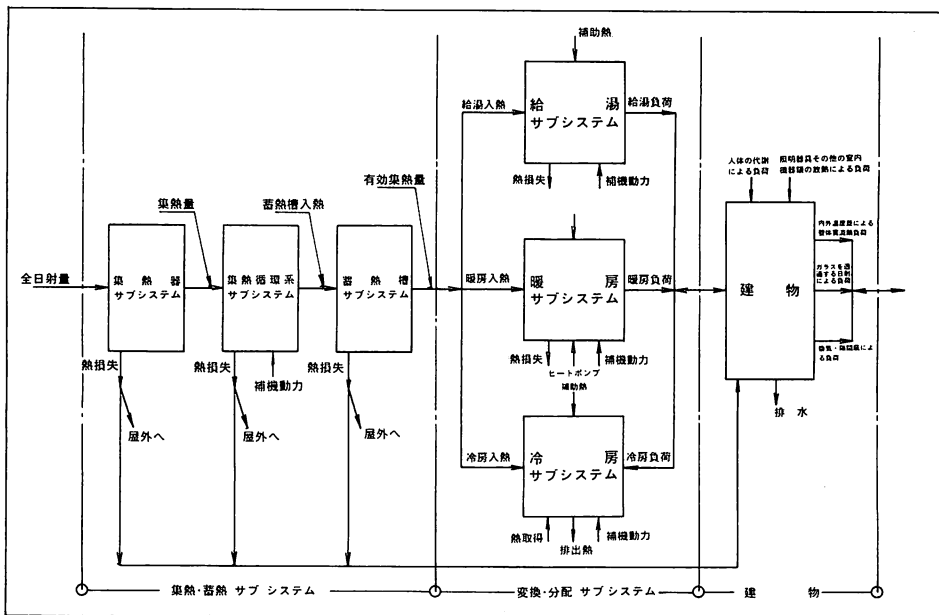 補助熱
給湯入熱
給 湯
サブシステム
給湯負荷
熱損失
補機動力
人体の代謝
による負荷
照明器具その他の室内
機器類の放熱による負荷
有効集熱量
集熱量
蓄熱槽入熱
全日射量
集 熱 器
サブシステム
集熱循環系
サブシステム
蓄 熱 槽
サブシステム
暖房入熱
暖 房
サブシステム
暖房負荷
建 物
内外温度差による
ガラスを透
過する日射
による負荷
換気・隙間風によ
る負荷
熱損失
熱損失
補機動力
熱損失
屋外へ
屋外へ
屋外へ
熱損失
補機動力
ヒートポンプ
補助熱
排 水
冷房入熱
冷 房
サブシステム
冷房負荷
熱取得
排出熱
補機動力
集熱・蓄熱 サブ システム
変換・分配 サブ システム
建 物